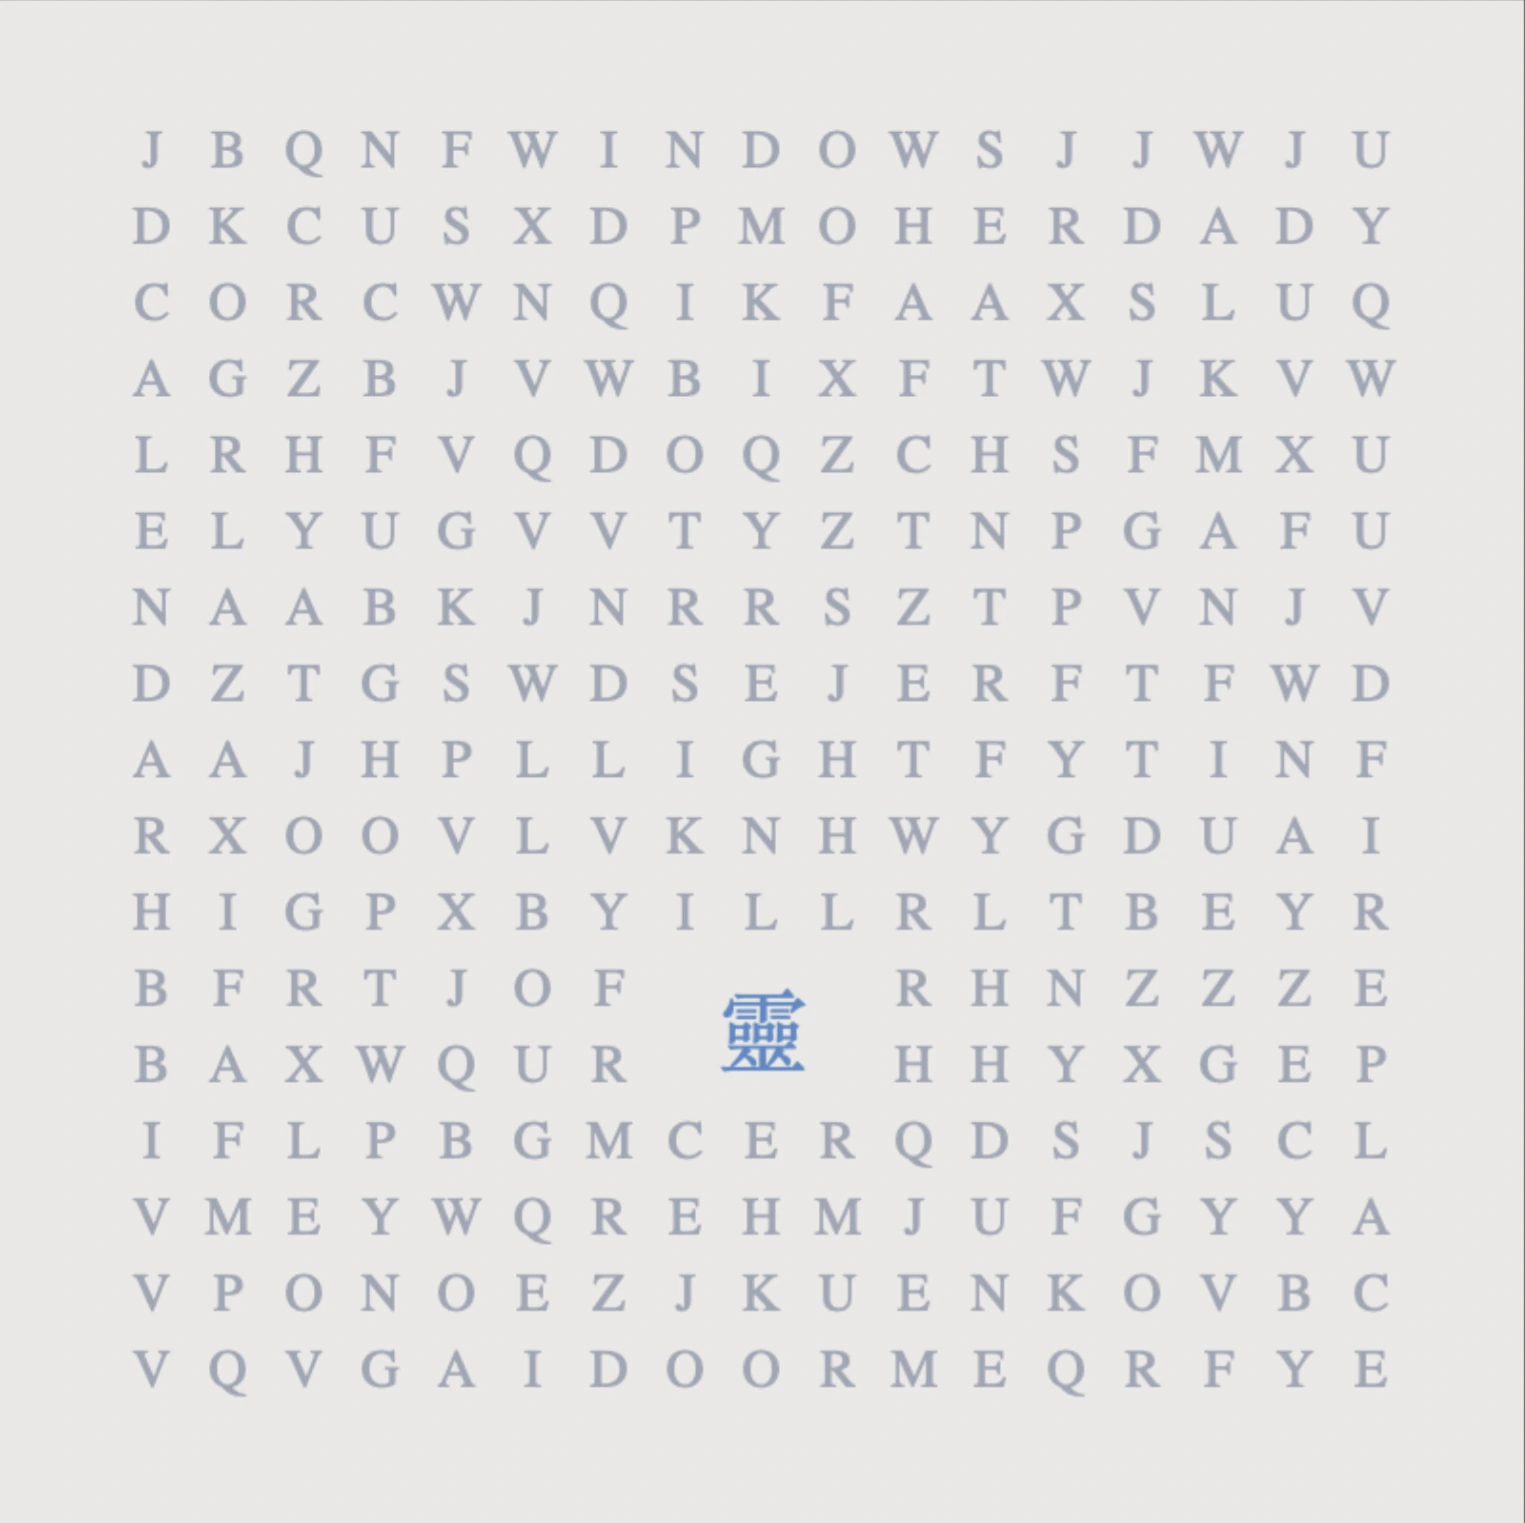 J B Q N F W I N D O W S J J W J U
D K C U S X D P M O H E R D A D Y
C O R C W N Q I K F A A X S L U Q
A G Z B J V W B I X F T W J K V W
L R H F V Q D O Q Z C H S F M X U
E L Y U G V V T Y Z T N P G A F U
N A A B K J N R R S Z T P V N J V
D Z T G S W D S E J E R F T F W D
A A J H P L L I G H T F Y T I N F
R X O O V L V K N H W Y G D U A I
H I G P X B Y I L L R L T B E Y R
B F R T J O F R H N Z Z Z E
靈
B A X W Q U R H H Y X G E P
I F L P B G M C E R Q D S J S C L
V M E Y W Q R E H M J U F G Y Y A
V P O N O E Z J K U E N K O V B C
V Q V G A I D O O R M E Q R F Y E